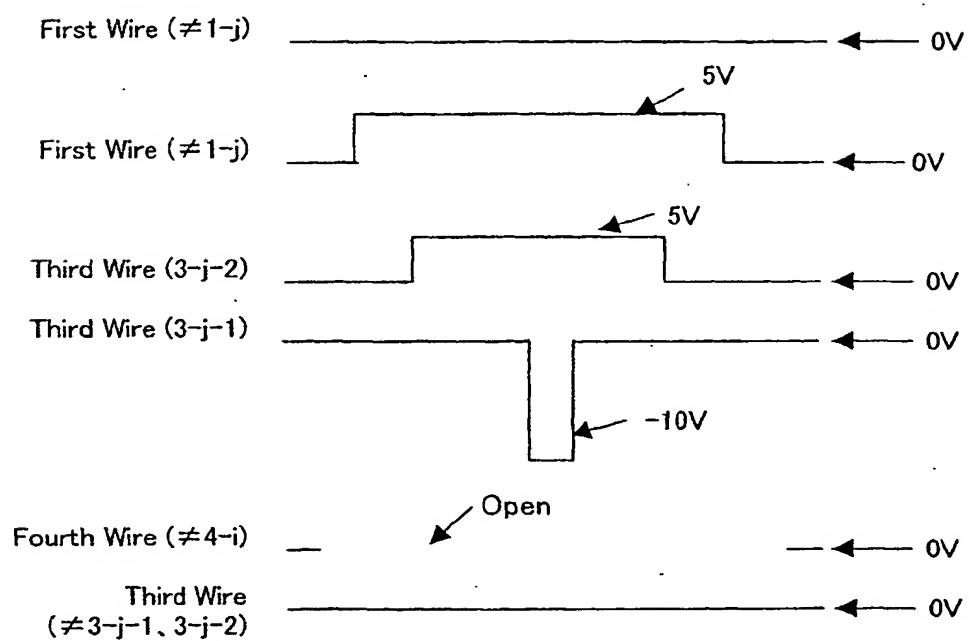 First Wire (≠1-j)
0V
5V
First Wire (≠1-j)
0V
5V
Third Wire (3-j-2)
0V
Third Wire (3-j-1)
0V
-10V
Open
Fourth Wire (≠4-i)
0V
Third Wire
(≠3-j-1、3-j-2)
0V